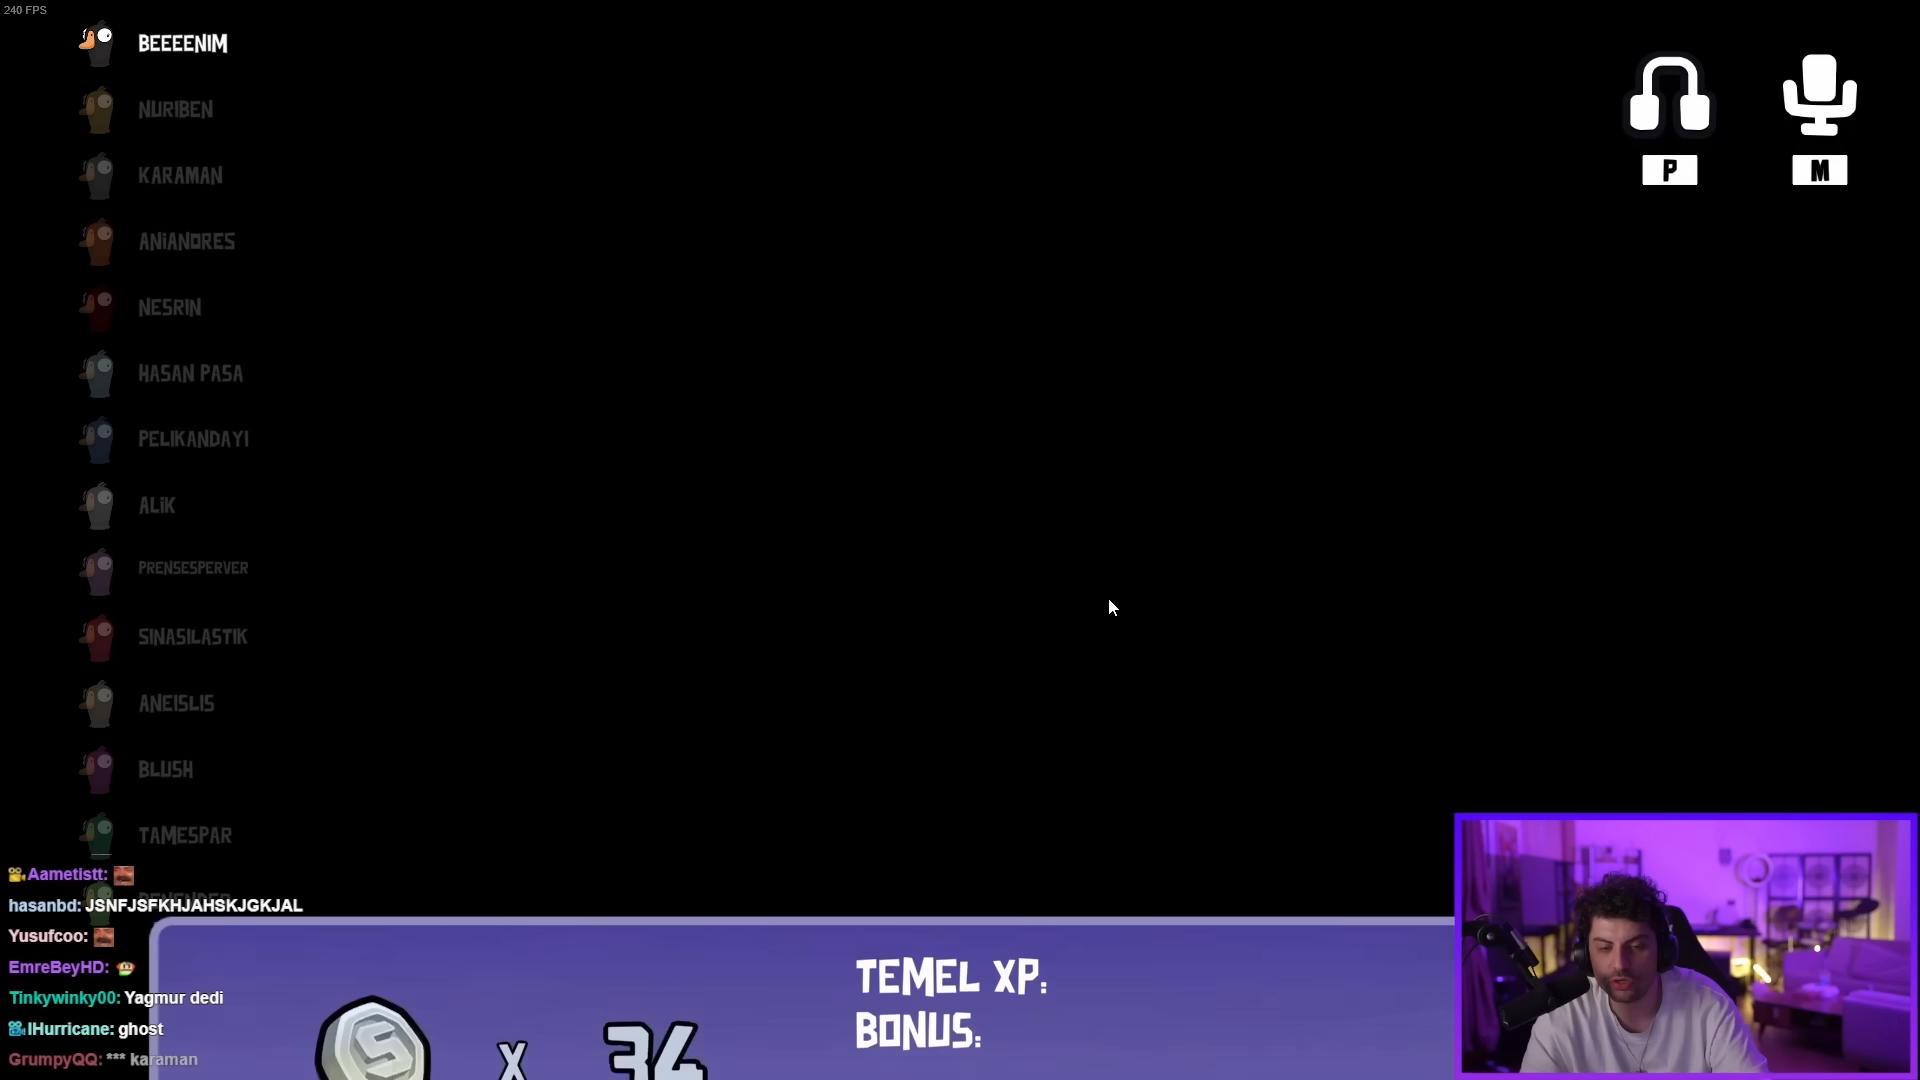 240 FPS
BEEEENIM
NURIBEN
KARAMAN
ANiANDRES
NESRIN
HASAN PASA
PELIKANDAYI
ALiK
PRENSESPERVER
SINASILASTIK
ANEISLIS
BLUSH
TAMESPAR
P
M
Aametistt:
hasanbd: JSNFJSFKHJAHSKJGKJAL
Yusufcoo:
EmreBeyHD:
Tinkywinky00: Yagmur dedi
IHurricane: ghost
GrumpyQQ: *** karaman
S X 34
TEMEL XP:
BONUS: